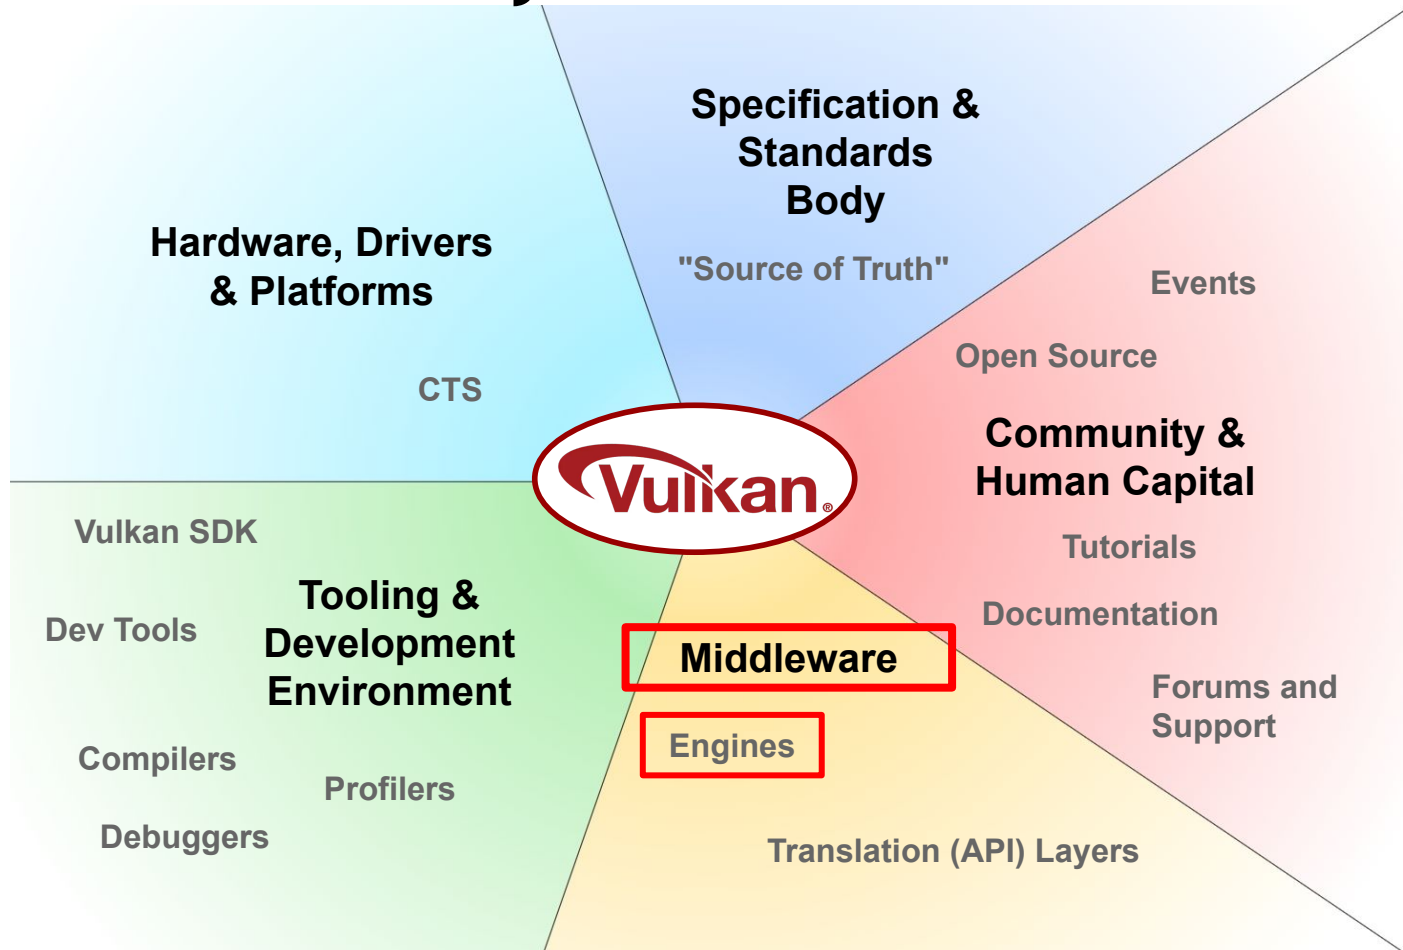 Specification &
Standards
Body
"Source of Truth"
Hardware, Drivers
& Platforms
CTS
Events
Open Source
Community &
Human Capital
Tutorials
Documentation
Forums and
Support
Vulkan®
Vulkan SDK
Tooling &
Development
Environment
Dev Tools
Compilers
Profilers
Debuggers
Middleware
Engines
Translation (API) Layers